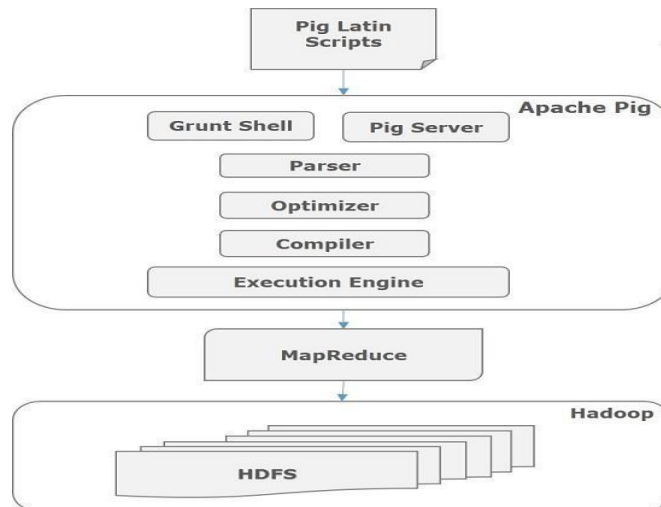 Pig Latin
Scripts
Apache Pig
Grunt Shell
Pig Server
Parser
Optimizer
Compiler
Execution Engine
MapReduce
Hadoop
HDFS